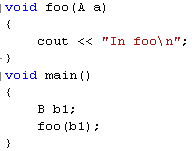 void foo(A a)
{
    cout << "In foo\n";
}
void main()
{
    B b1;
    foo(b1);
}